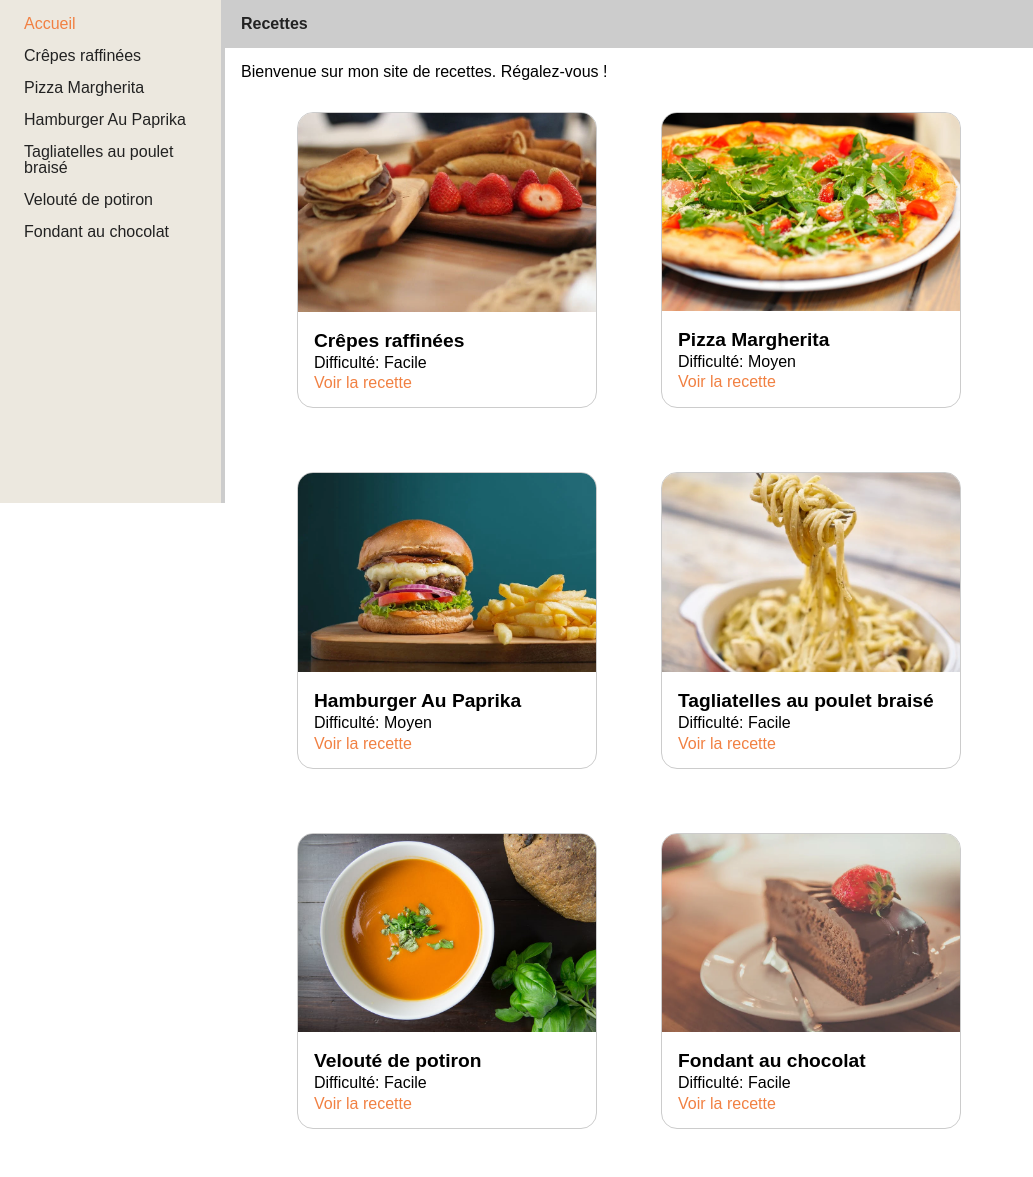 Accueil
Crêpes raffinées
Pizza Margherita
Hamburger Au Paprika
Tagliatelles au poulet
braisé
Velouté de potiron
Fondant au chocolat
Recettes
Bienvenue sur mon site de recettes. Régalez-vous !
Crêpes raffinées
Difficulté: Facile
Voir la recette
Pizza Margherita
Difficulté: Moyen
Voir la recette
Hamburger Au Paprika
Difficulté: Moyen
Voir la recette
Tagliatelles au poulet braisé
Difficulté: Facile
Voir la recette
Velouté de potiron
Difficulté: Facile
Voir la recette
Fondant au chocolat
Difficulté: Facile
Voir la recette